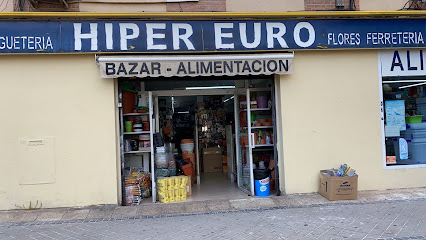 GUETERIA HIPER EURO FLORES FERRETERIA
BAZAR - ALIMENTACION
ALI